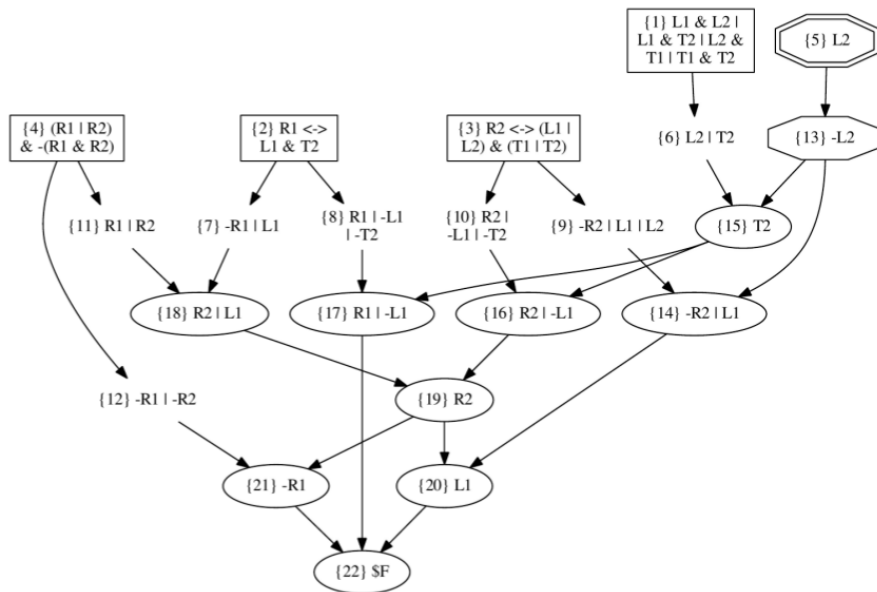 {1} L1 & L2 |
L1 & T2 | L2 &
T1 | T1 & T2
{5} L2
{4} (R1 | R2)
& -(R1 & R2)
{2} R1 <->
L1 & T2
{3} R2 <-> (L1 |
L2) & (T1 | T2)
{6} L2 | T2
{13} -L2
{11} R1 | R2
{7} -R1 | L1
{8} R1 | -L1
| -T2
{10} R2 |
-L1 | -T2
{9} -R2 | L1 | L2
{15} T2
{18} R2 | L1
{17} R1 | -L1
{16} R2 | -L1
{14} -R2 | L1
{12} -R1 | -R2
{19} R2
{21} -R1
{20} L1
{22} $F